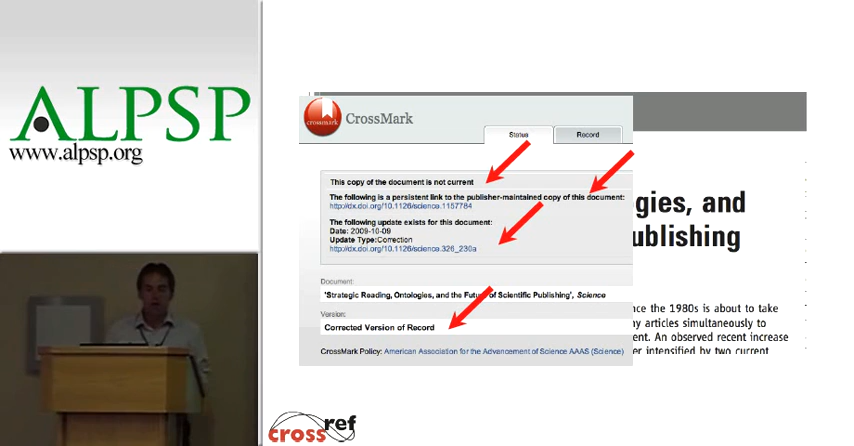 ALPSP
www.alpsp.org
crossmark
CrossMark
Status
Record
This copy of the document is not current
The following is a persistent link to the publisher-maintained copy of this document:
http://dx.doi.org/10.1126/science.1157784
The following update exists for this document:
Date: 2009-10-09
Update Type:Correction
http://dx.doi.org/10.1126/science.326_230a
Document:
'Strategic Reading, Ontologies, and the Future of Scientific Publishing', Science
Version:
Corrected Version of Record
CrossMark Policy: American Association for the Advancement of Science AAAS (Science)
gies, and
ublishing
nce the 1980s is about to take
ny articles simultaneously to
ent. An observed recent increase
er intensified by two current
crossref